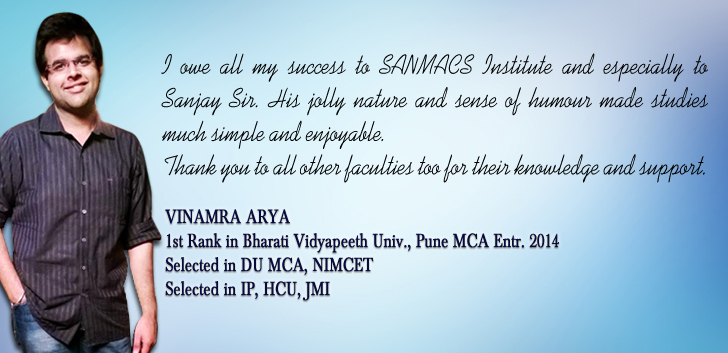 I owe all my success to SANMACS Institute and especially to
Sanjay Sir. His jolly nature and sense of humour made studies
much simple and enjoyable.
Thank you to all other faculties too for their knowledge and support.
VINAMRA ARYA
1st Rank in Bharati Vidyapeeth Univ., Pune MCA Entr. 2014
Selected in DU MCA, NIMCET
Selected in IP, HCU, JMI